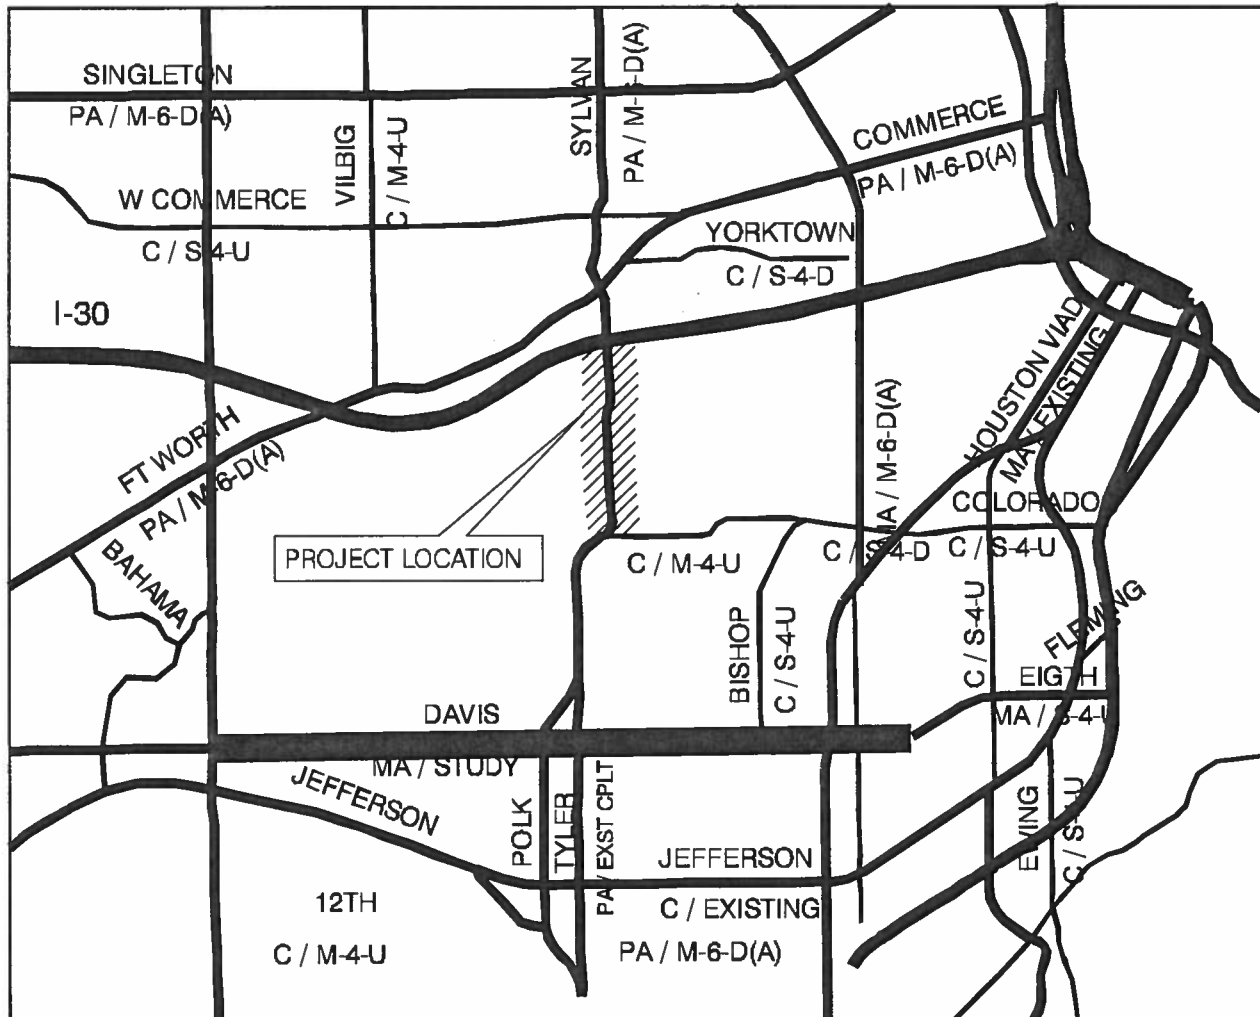 SINGLETON
PA / M-6-D(A)
SYLVAN
PA / M-6-D(A)
VILBIG
C / M-4-U
COMMERCE
PA / M-6-D(A)
W COMMERCE
C / S-4-U
YORKTOWN
C / S-4-D
I-30
HOUSTON VIAD
MA / EXISTING
FT WORTH
PA / M-6-D(A)
MA / M-6-D(A)
BAHAMA
PROJECT LOCATION
COLORADO
C / M-4-U
C / S-4-D
C / S-4-U
BISHOP
C / S-4-U
C / S-4-U
FLEMING
EIGTH
MA / S-4-U
DAVIS
MA / STUDY
JEFFERSON
POLK
TYLER
PA / EXST CPLT
EWING
C / S-4-U
JEFFERSON
C / EXISTING
12TH
C / M-4-U
PA / M-6-D(A)